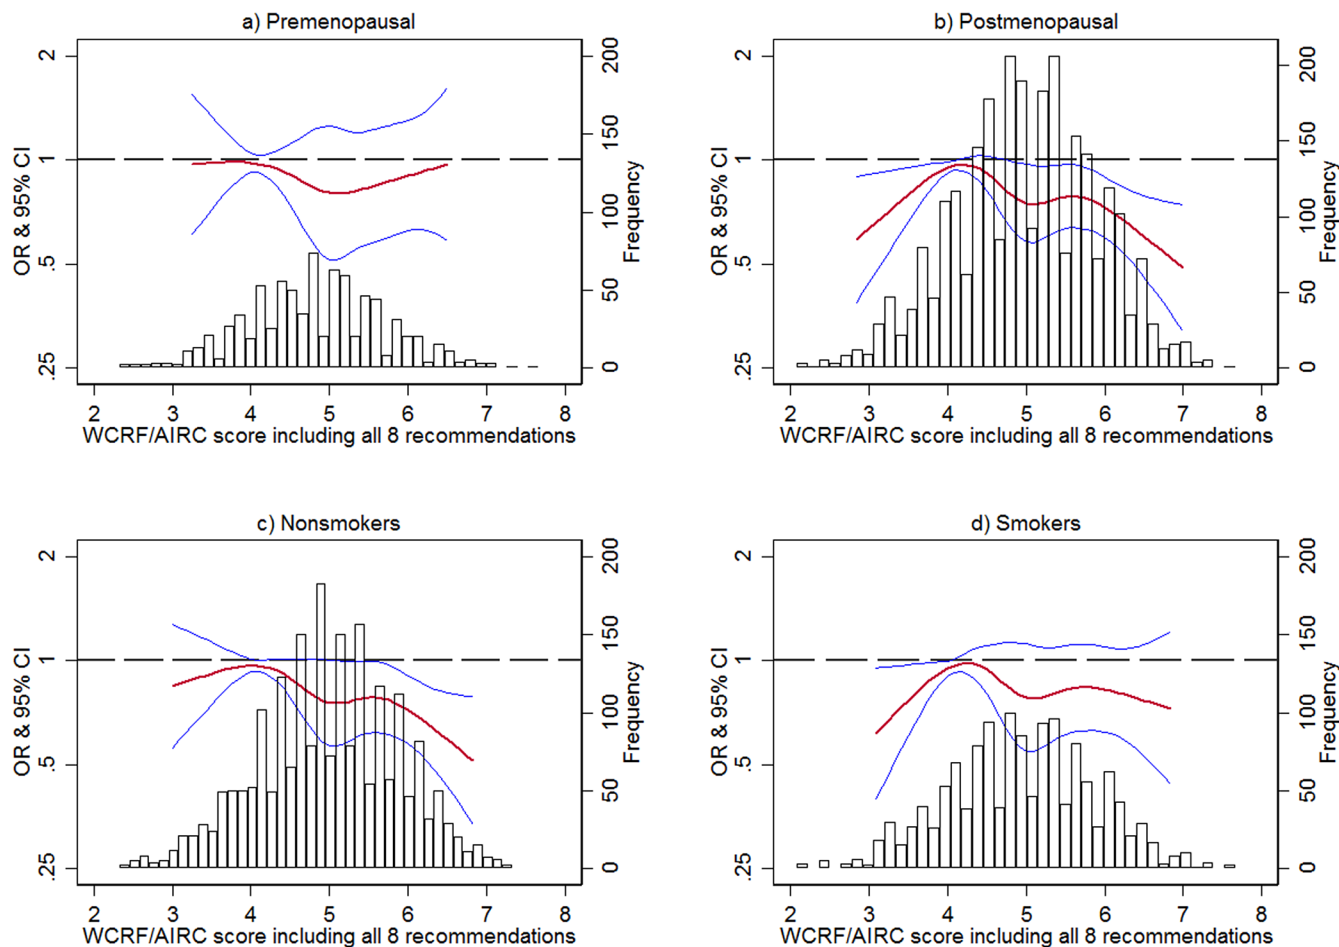 a) Premenopausal
OR & 95% CI
2
1
.5
.25
Frequency
200
150
100
50
0
2 3 4 5 6 7 8
WCRF/AIRC score including all 8 recommendations
b) Postmenopausal
OR & 95% CI
2
1
.5
.25
Frequency
200
150
100
50
0
2 3 4 5 6 7 8
WCRF/AIRC score including all 8 recommendations
c) Nonsmokers
OR & 95% CI
2
1
.5
.25
Frequency
200
150
100
50
0
2 3 4 5 6 7 8
WCRF/AIRC score including all 8 recommendations
d) Smokers
OR & 95% CI
2
1
.5
.25
Frequency
200
150
100
50
0
2 3 4 5 6 7 8
WCRF/AIRC score including all 8 recommendations